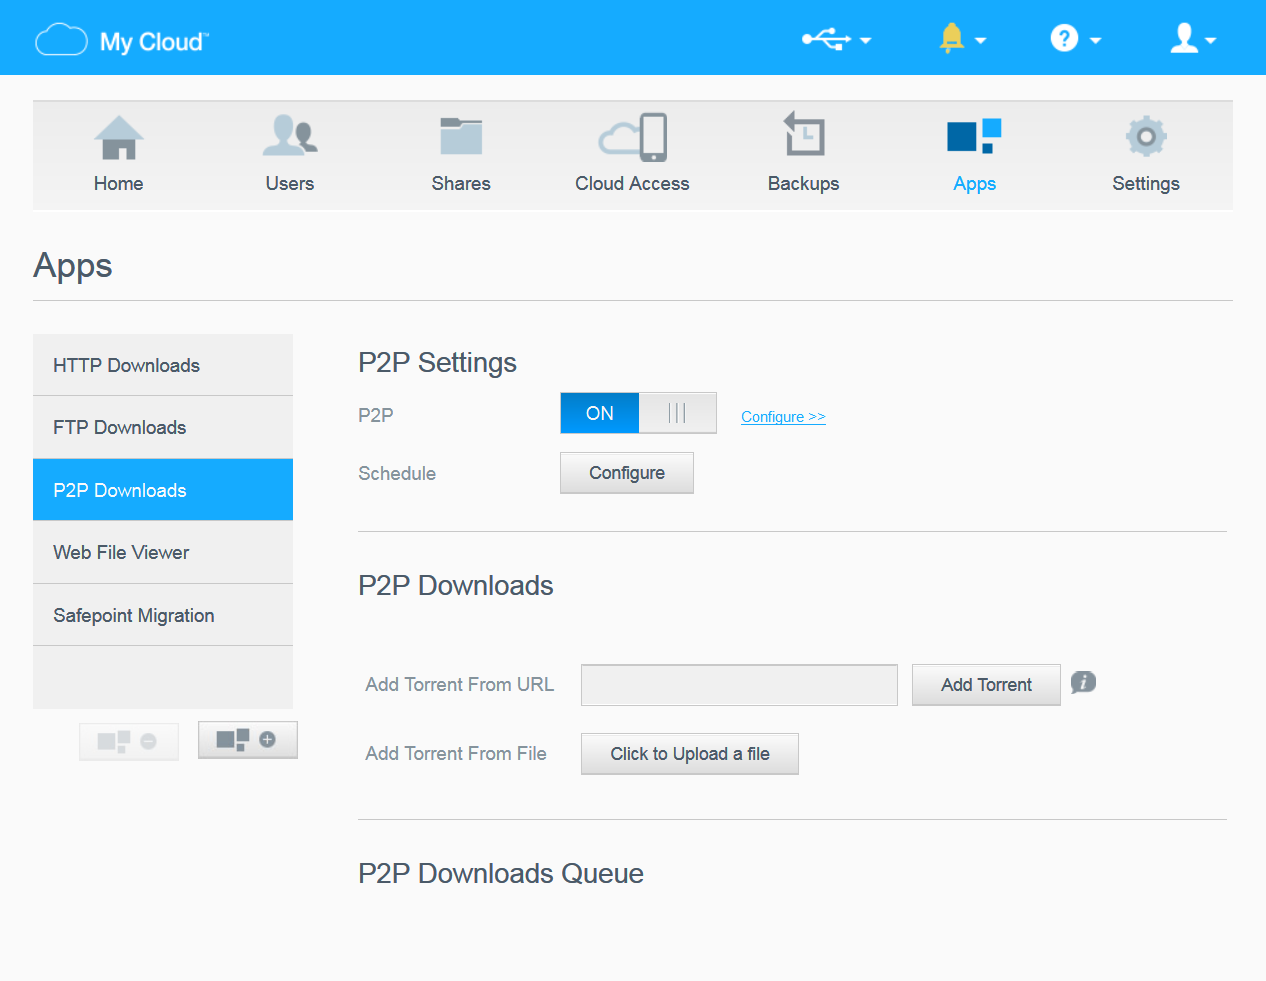 My Cloud™
Home
Users
Shares
Cloud Access
Backups
Apps
Settings
Apps
HTTP Downloads
FTP Downloads
P2P Downloads
Web File Viewer
Safepoint Migration
P2P Settings
P2P
ON
Configure >>
Schedule
Configure
P2P Downloads
Add Torrent From URL
Add Torrent
Add Torrent From File
Click to Upload a file
P2P Downloads Queue